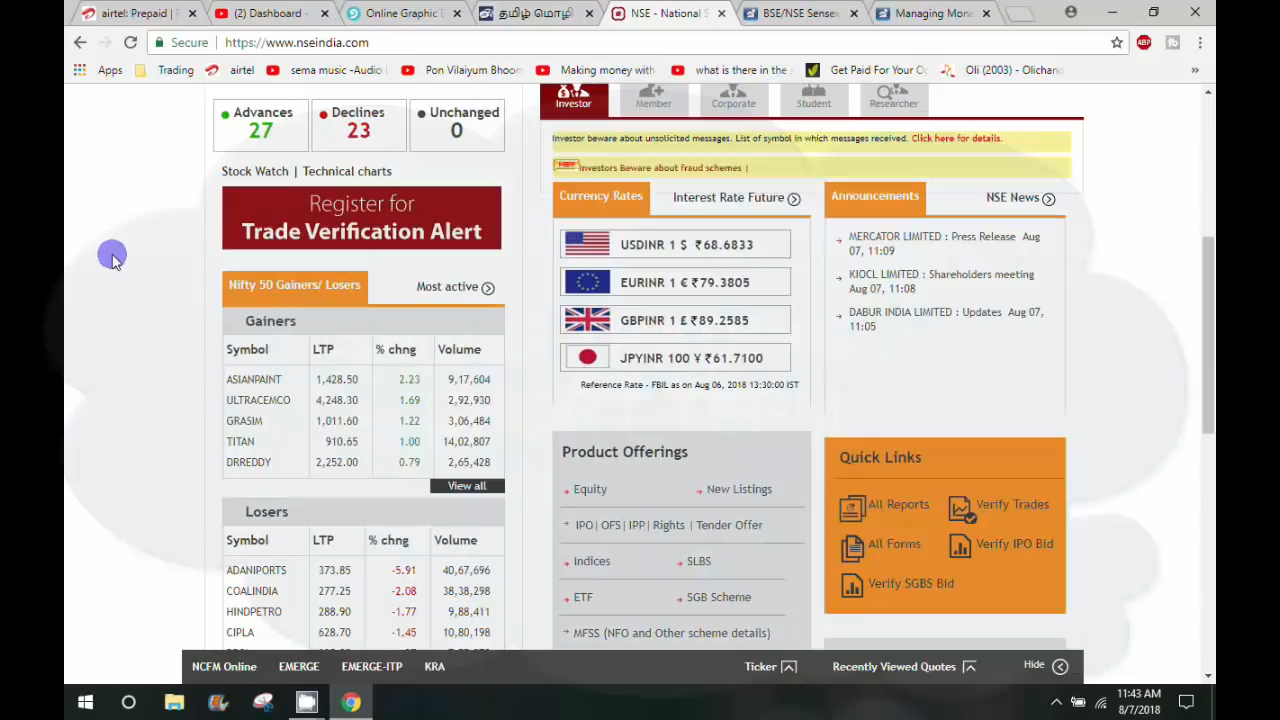 airtel: Prepaid |
(2) Dashboard -
Online Graphic
தமிழ் மொழி
NSE - National S
BSE/NSE Sensex
Managing Mone
Secure
https://www.nseindia.com
Apps
Trading
airtel
sema music -Audio
Pon Vilaiyum Bhoom
Making money with
what is there in the
Get Paid For Your Op
Oli (2003) - Olichand
»
Advances
27
Declines
23
Unchanged
0
Stock Watch | Technical charts
Register for
Trade Verification Alert
Nifty 50 Gainers/ Losers
Most active
Gainers
Symbol LTP % chng Volume
ASIANPAINT 1,428.50 2.23 9,17,604
ULTRACEMCO 4,248.30 1.69 2,92,930
GRASIM 1,011.60 1.22 3,06,484
TITAN 910.65 1.00 14,02,807
DRREDDY 2,252.00 0.79 2,65,428
View all
Losers
Symbol LTP % chng Volume
ADANIPORTS 373.85 -5.91 40,67,696
COALINDIA 277.25 -2.08 38,38,298
HINDPETRO 288.90 -1.77 9,88,411
CIPLA 628.70 -1.45 10,80,198
Investor
Member
Corporate
Student
Researcher
Investor beware about unsolicited messages. List of symbol in which messages received. Click here for details.
Investors Beware about fraud schemes |
Currency Rates
Interest Rate Future
USDINR 1 $ ₹68.6833
EURINR 1 € ₹79.3805
GBPINR 1 £ ₹89.2585
JPYINR 100 ¥ ₹61.7100
Reference Rate - FBIL as on Aug 06, 2018 13:30:00 IST
Announcements
NSE News
MERCATOR LIMITED : Press Release Aug
07, 11:09
KIOCL LIMITED : Shareholders meeting
Aug 07, 11:08
DABUR INDIA LIMITED : Updates Aug 07,
11:05
Product Offerings
Equity
New Listings
IPO | OFS | IPP | Rights | Tender Offer
Indices
SLBS
ETF
SGB Scheme
MFSS (NFO and Other scheme details)
Quick Links
All Reports
Verify Trades
All Forms
Verify IPO Bid
Verify SGBS Bid
NCFM Online
EMERGE
EMERGE-ITP
KRA
Ticker
Recently Viewed Quotes
Hide
11:43 AM
8/7/2018